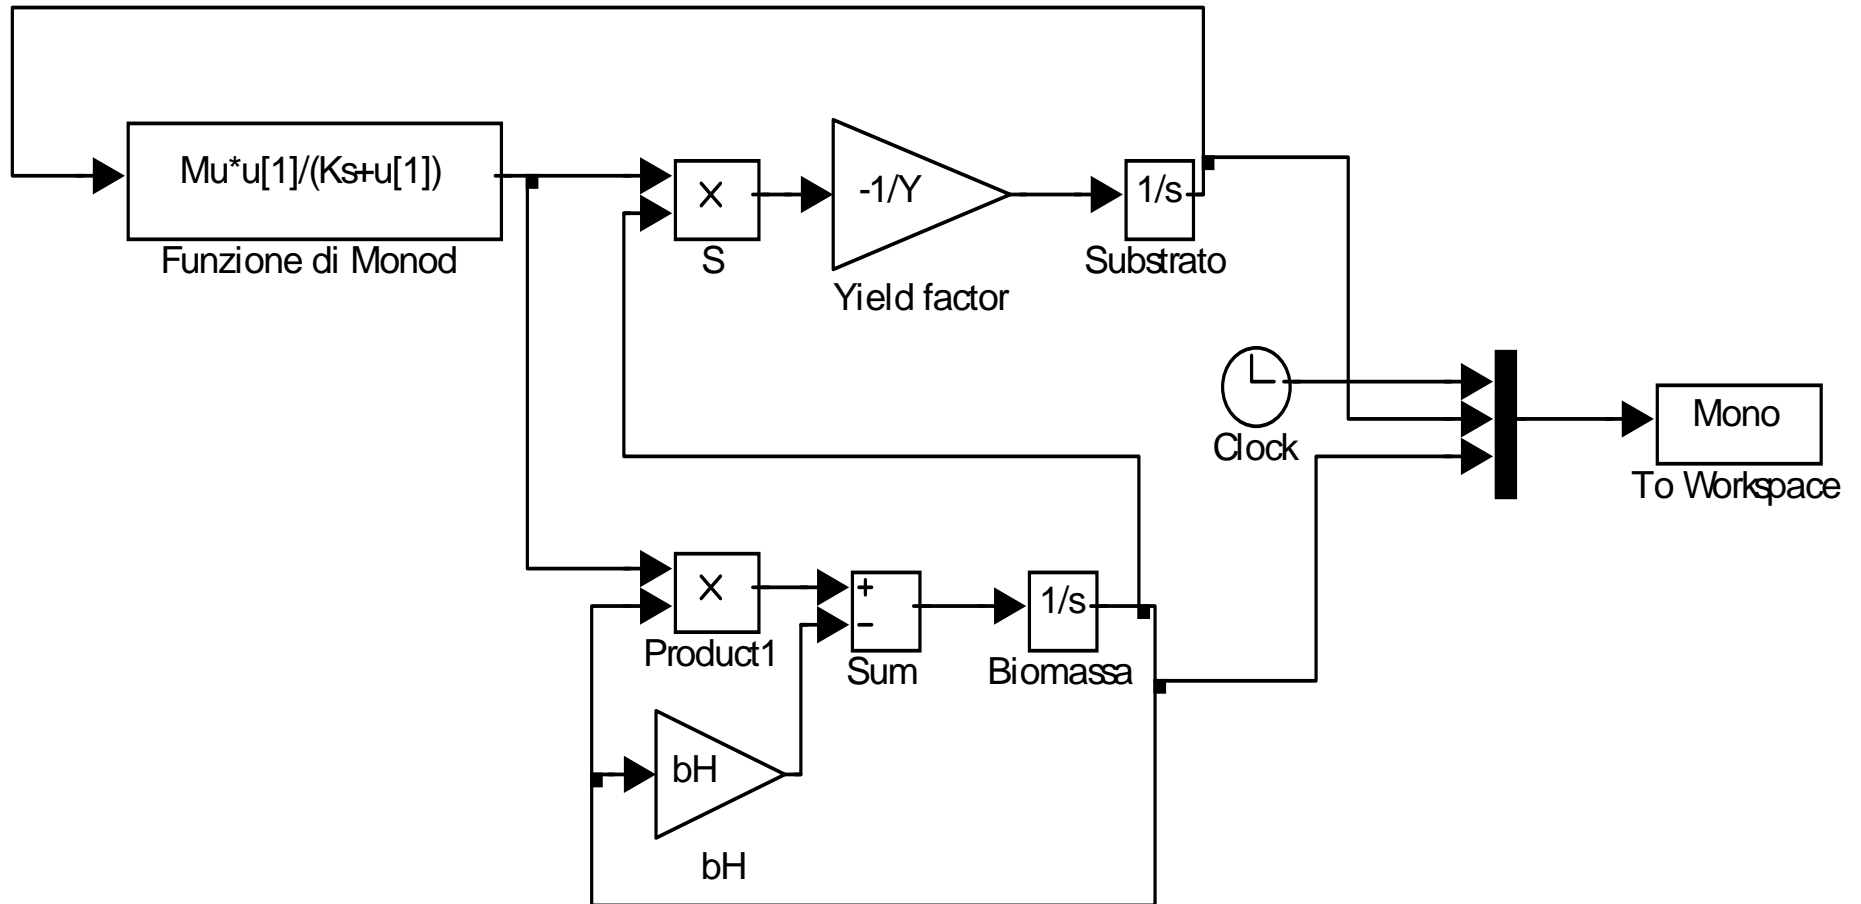 Mu*u[1]/(Ks+u[1])
Funzione di Monod
×
S
-1/Y
Yield factor
1/s
Substrato
Clock
Mono
To Workspace
×
Product1
+
−
Sum
1/s
Biomassa
bH
bH